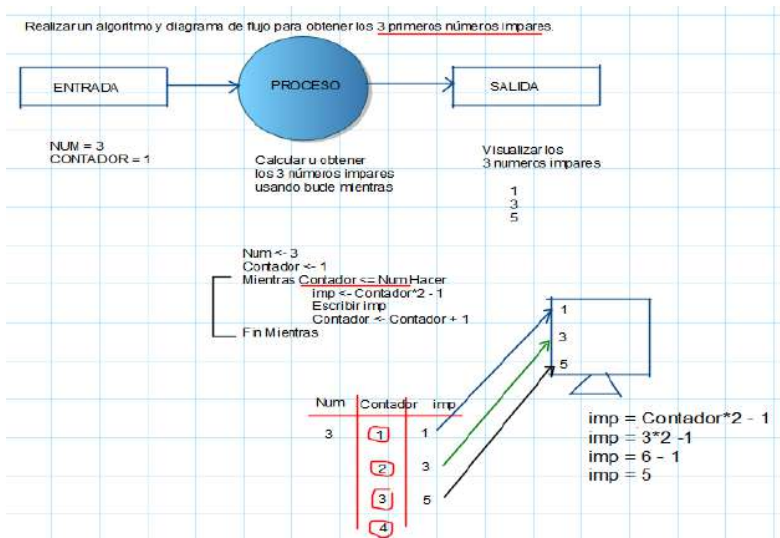 Realizar un algoritmo y diagrama de flujo para obtener los 3 primeros números impares.
ENTRADA
PROCESO
SALIDA
NUM = 3
CONTADOR = 1
Calcular u obtener
los 3 números impares
usando bucle mientras
Visualizar los
3 numeros impares
1
3
5
Num <- 3
Contador <- 1
Mientras Contador <= Num Hacer
imp <- Contador*2 - 1
Escribir imp
Contador <- Contador + 1
Fin Mientras
1
3
5
Num Contador imp
3 1 1
2 3
3 5
4
imp = Contador*2 - 1
imp = 3*2 -1
imp = 6 - 1
imp = 5